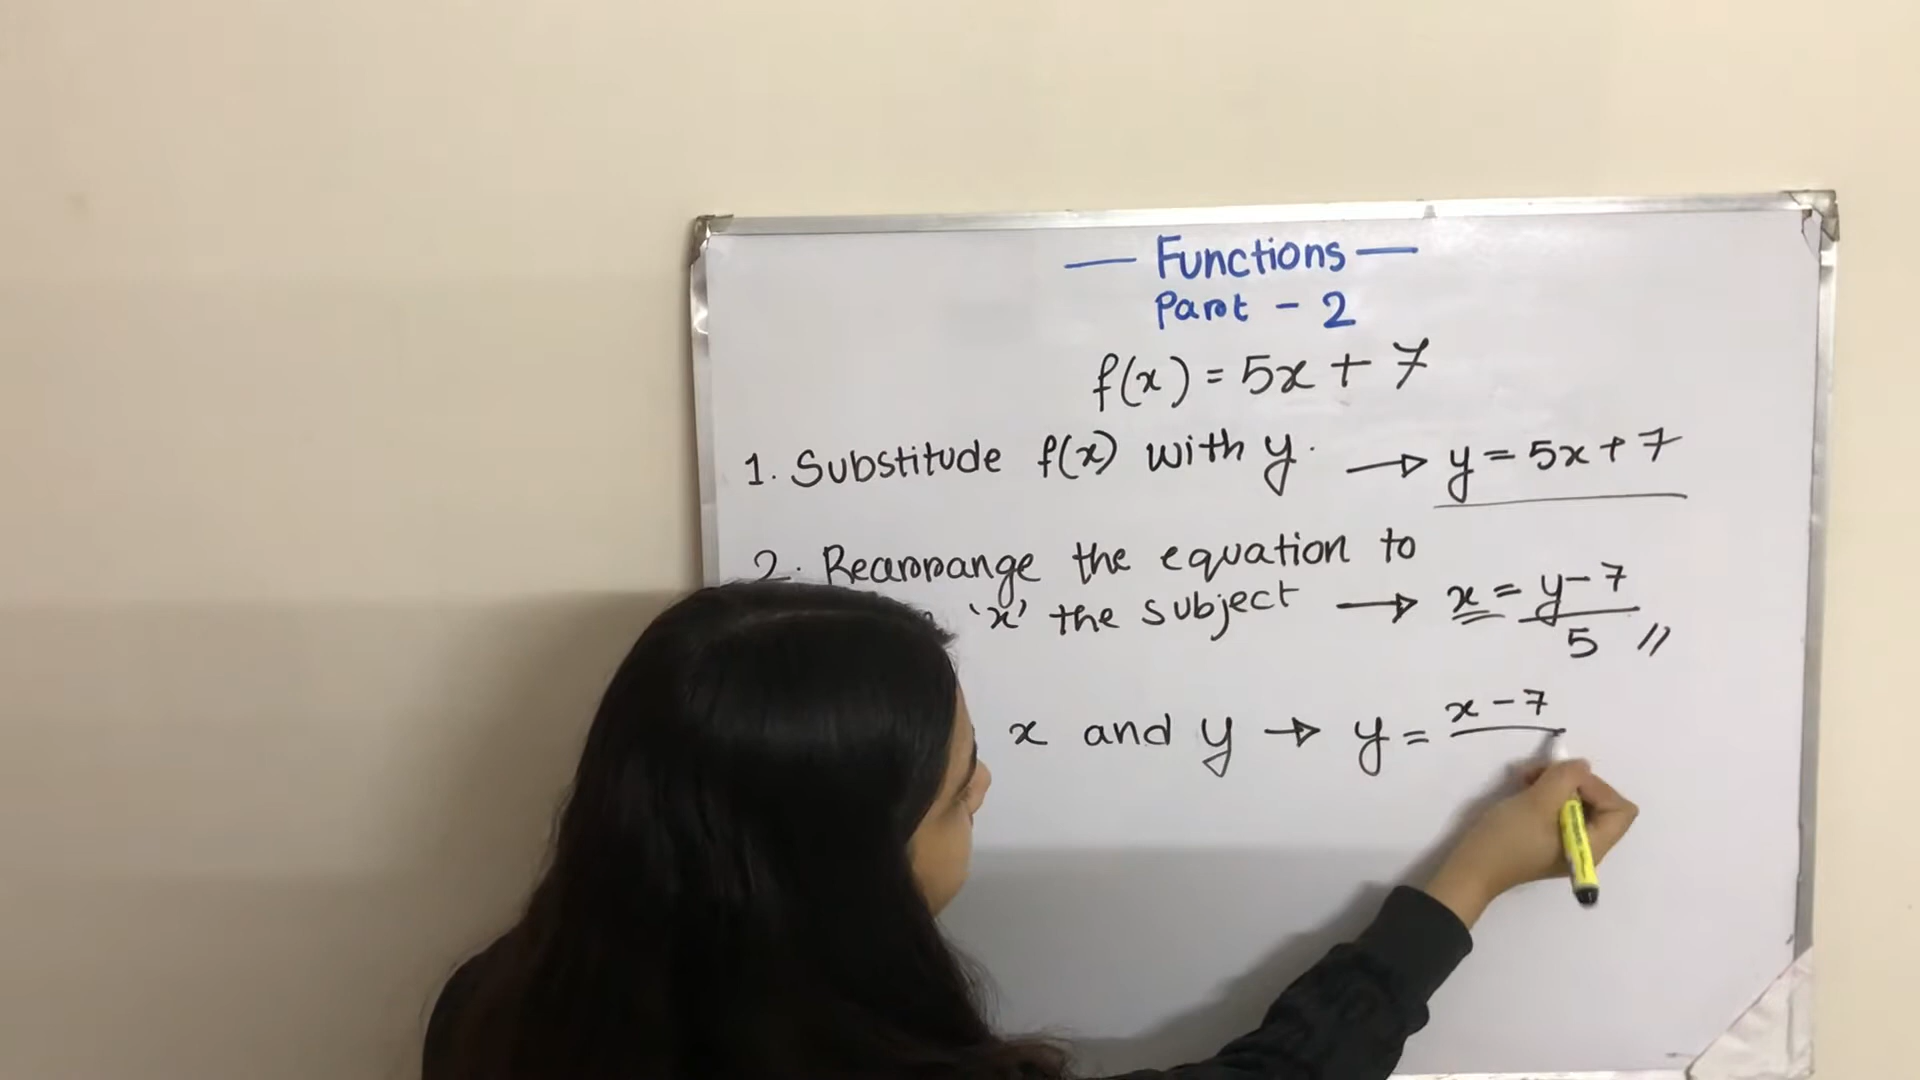 — Functions —
Part - 2
f(x) = 5x + 7
1. Substitude f(x) with y. → y = 5x + 7
2. Rearrange the equation to
'x' the subject → x = y - 7 / 5 //
x and y → y = x - 7